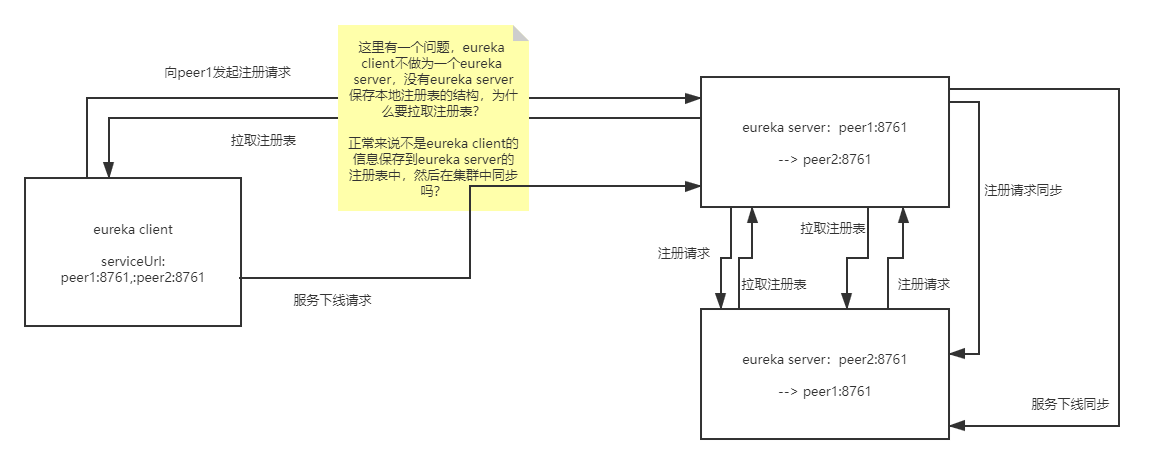 这里有一个问题，eureka
client不做为一个eureka
server，没有eureka server
保存本地注册表的结构，为什
么要拉取注册表？
正常来说不是eureka client的
信息保存到eureka server的
注册表中，然后在集群中同步
吗？
向peer1发起注册请求
拉取注册表
eureka client
serviceUrl:
peer1:8761,:peer2:8761
服务下线请求
eureka server：peer1:8761
--> peer2:8761
注册请求同步
注册请求
拉取注册表
拉取注册表
注册请求
eureka server：peer2:8761
--> peer1:8761
服务下线同步